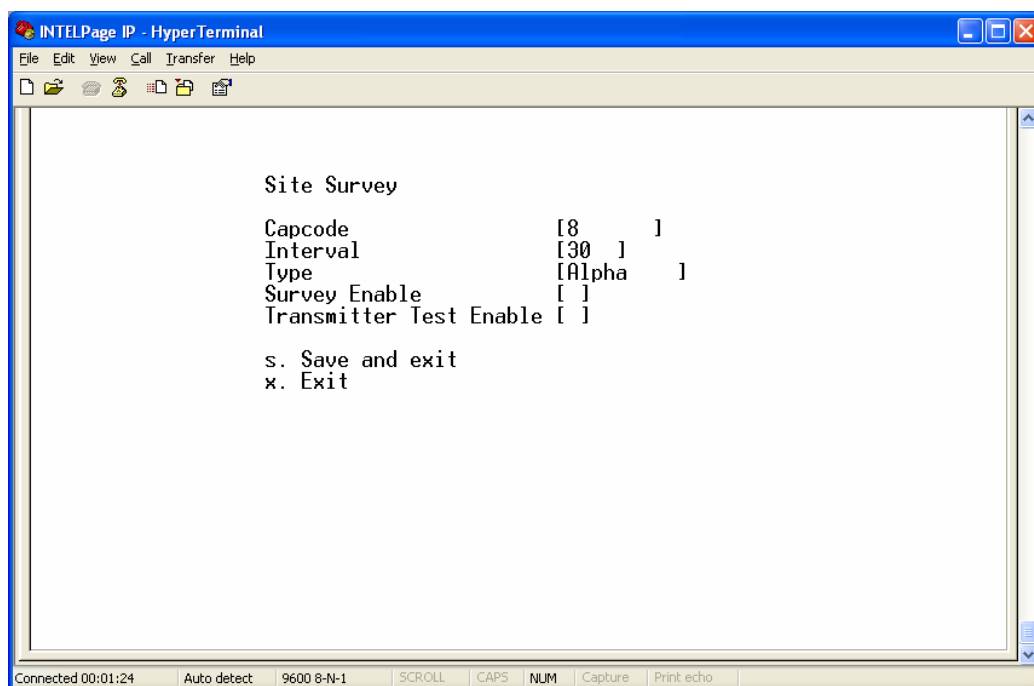 INTELPage IP - HyperTerminal
File Edit View Call Transfer Help
Site Survey
Capcode [8 ]
Interval [30 ]
Type [Alpha ]
Survey Enable [ ]
Transmitter Test Enable [ ]
s. Save and exit
x. Exit
Connected 00:01:24 Auto detect 9600 8-N-1 SCROLL CAPS NUM Capture Print echo